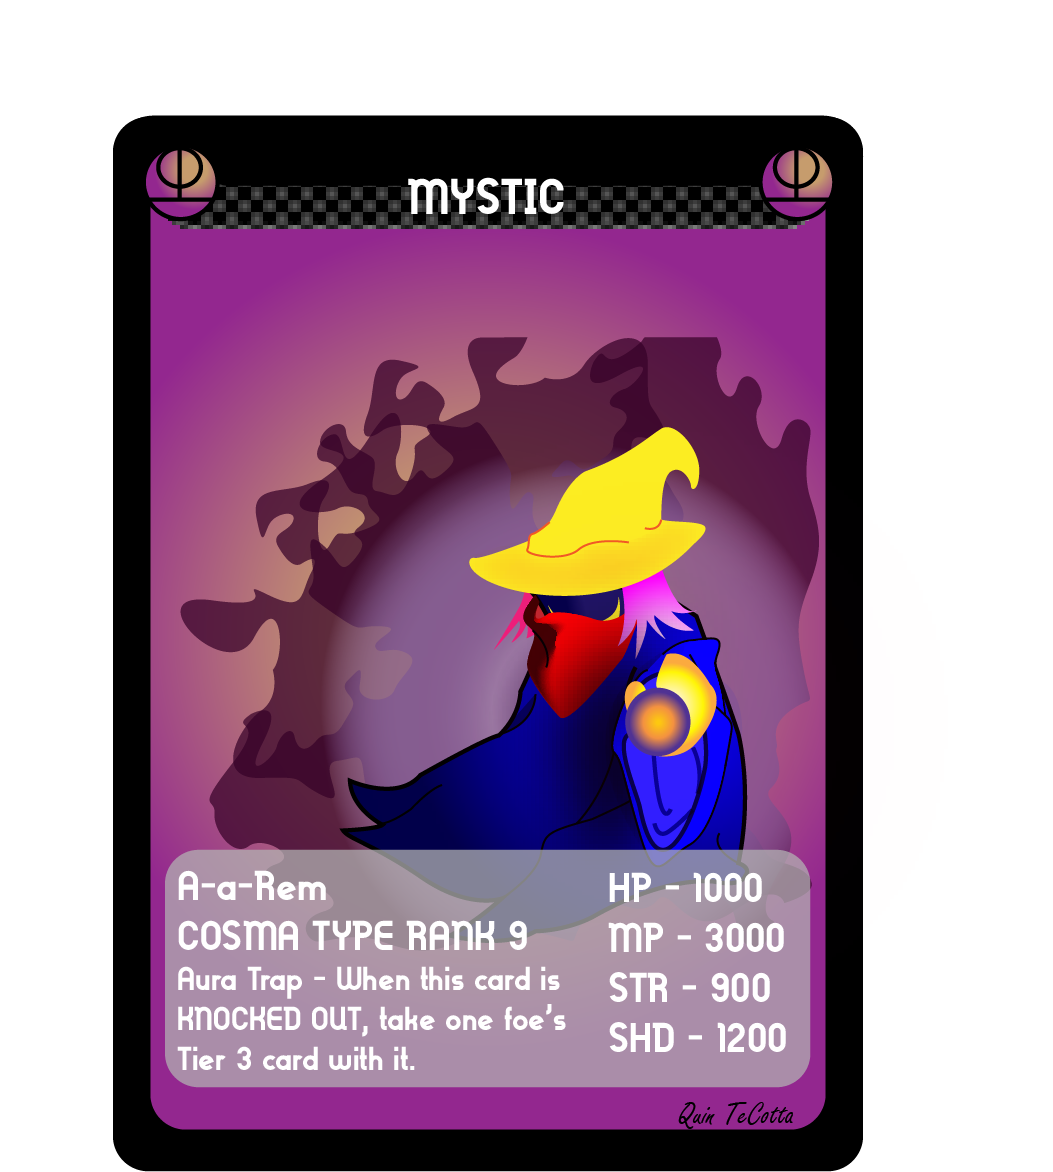 MYSTIC
A-a-Rem
COSMA TYPE RANK 9
Aura Trap - When this card is
KNOCKED OUT, take one foe's
Tier 3 card with it.
HP - 1000
MP - 3000
STR - 900
SHD - 1200
Quin TeCotta